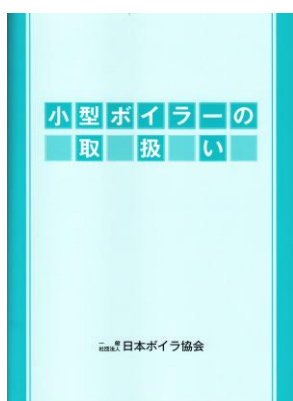 小型ボイラーの
取扱い
一般社団法人日本ボイラ協会